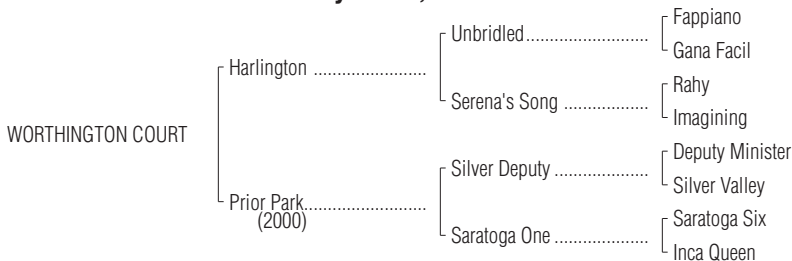 Fappiano
Unbridled..............................
Gana Facil
Harlington ............................
Rahy
Serena's Song .....................
Imagining
WORTHINGTON COURT
Deputy Minister
Silver Deputy .......................
Silver Valley
Prior Park..............................
(2000)
Saratoga Six
Saratoga One .......................
Inca Queen